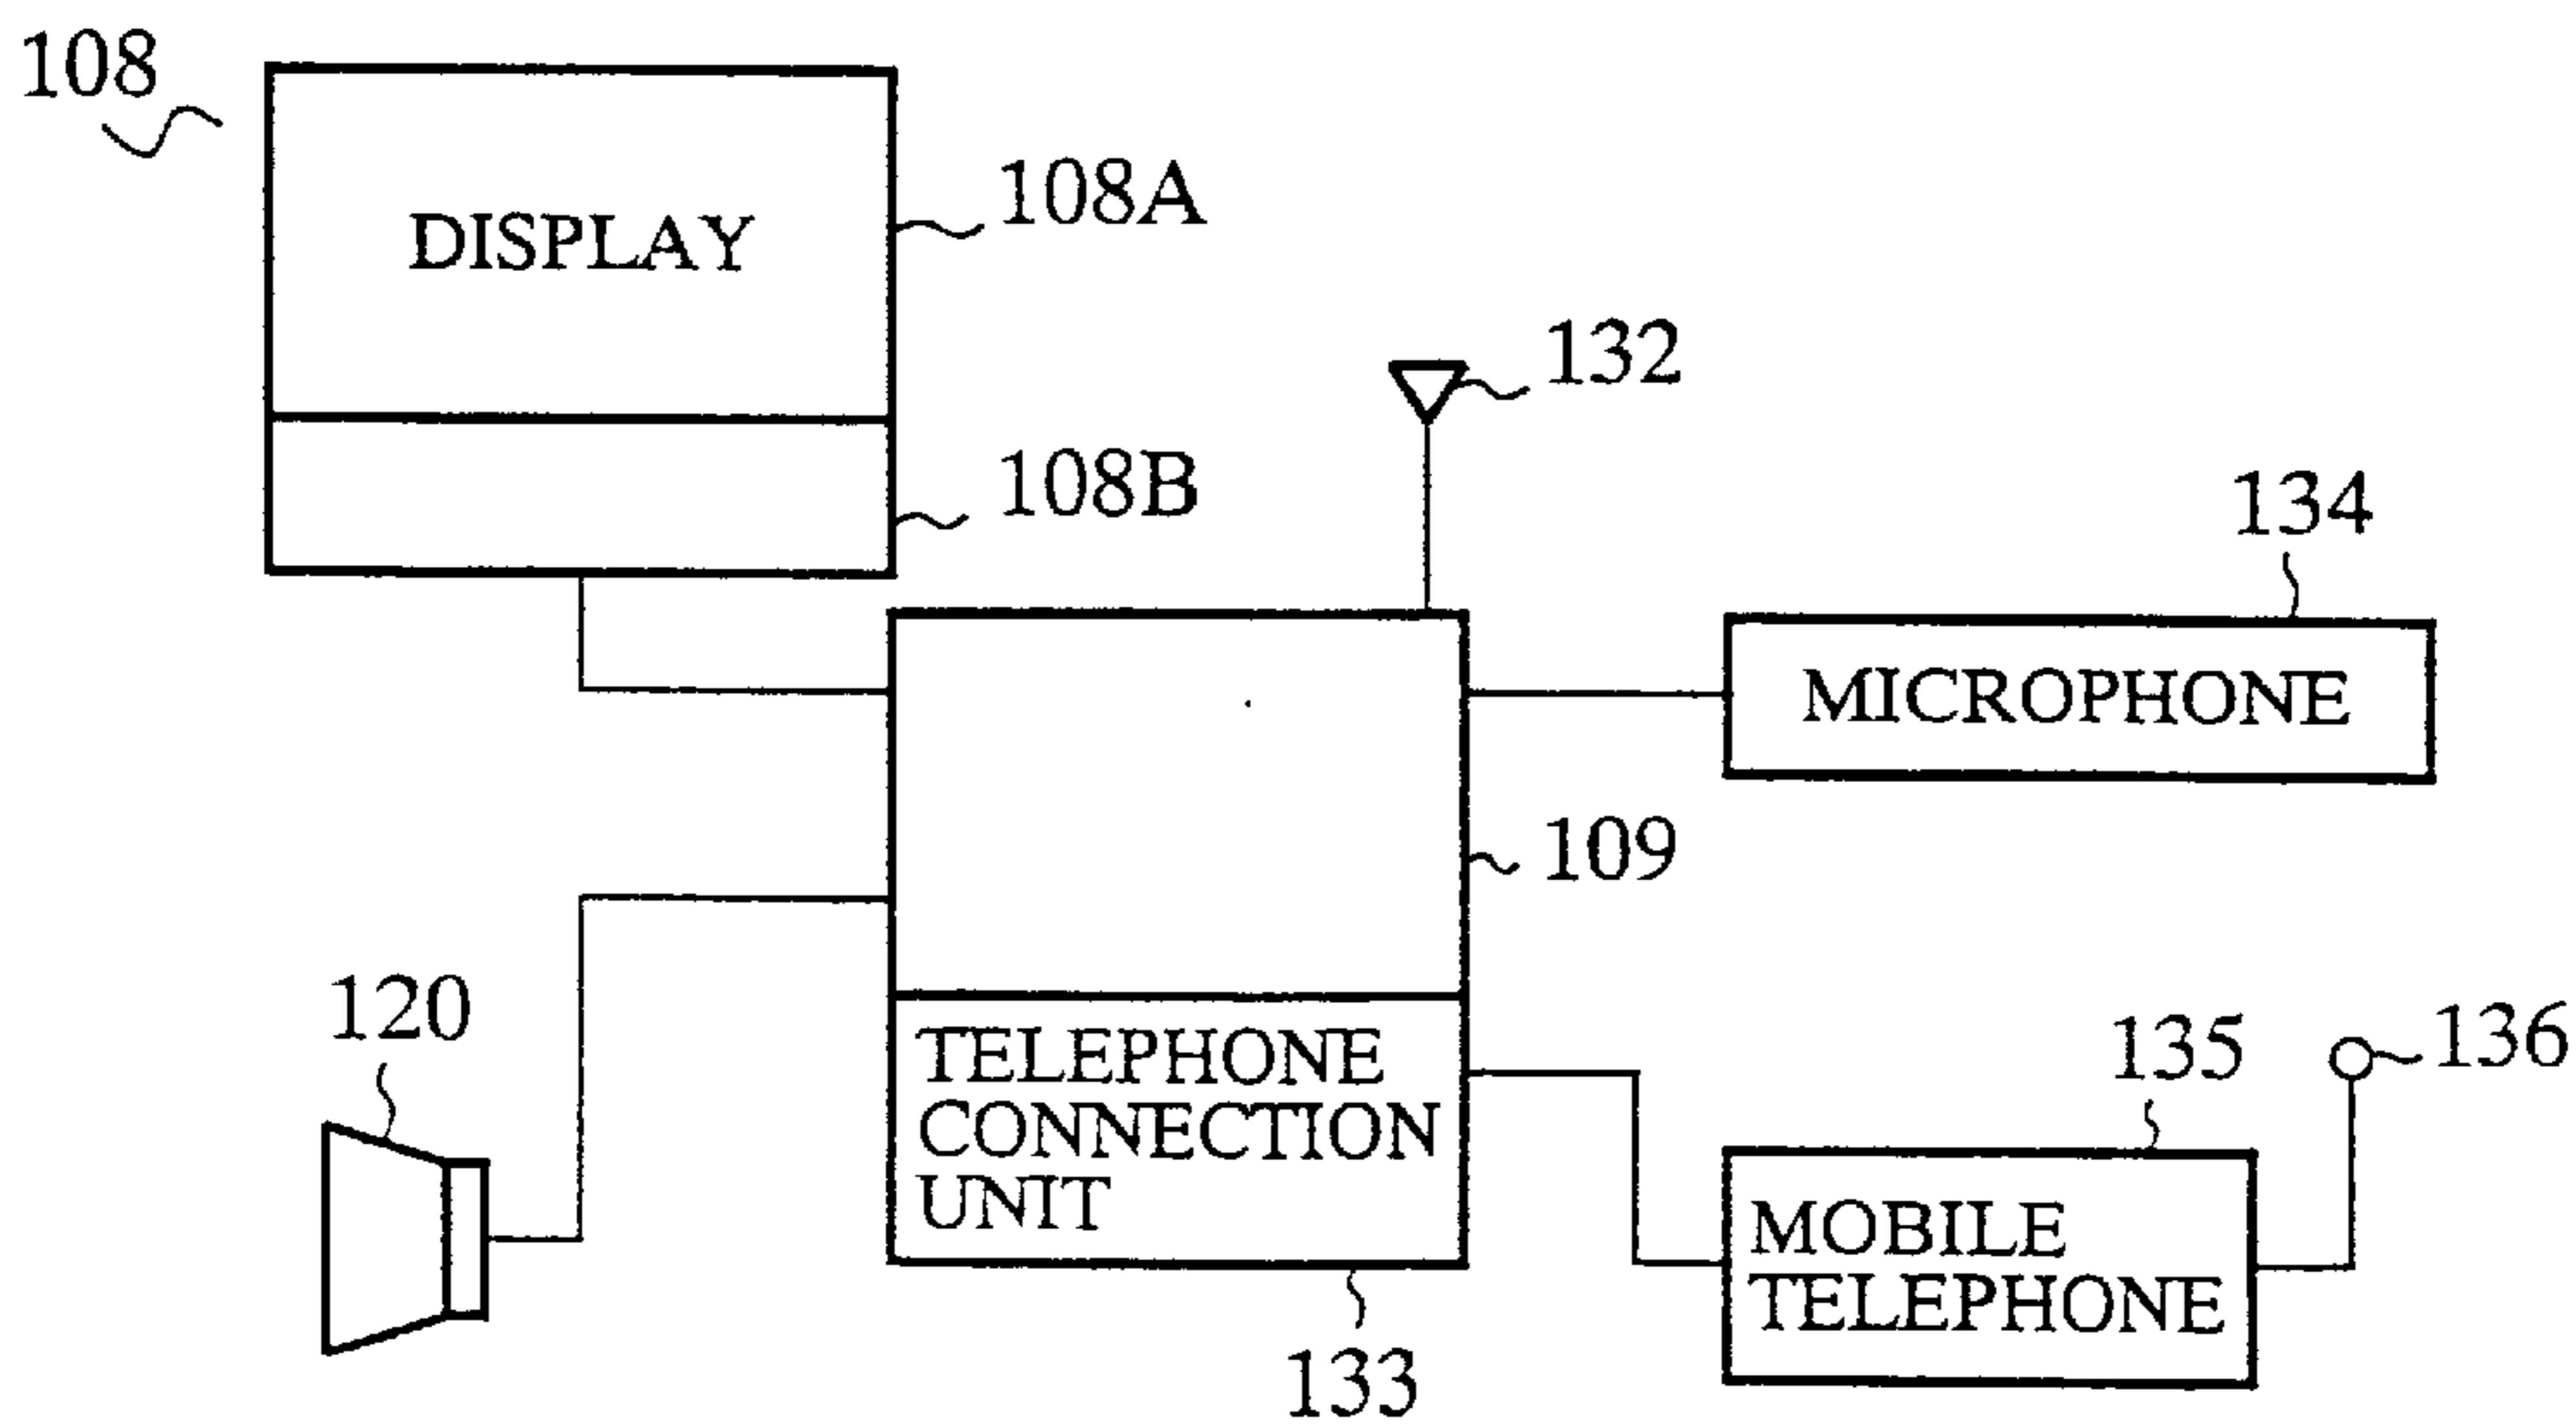 108
DISPLAY
108A
108B
132
134
MICROPHONE
109
120
TELEPHONE
CONNECTION
UNIT
133
135
136
MOBILE
TELEPHONE